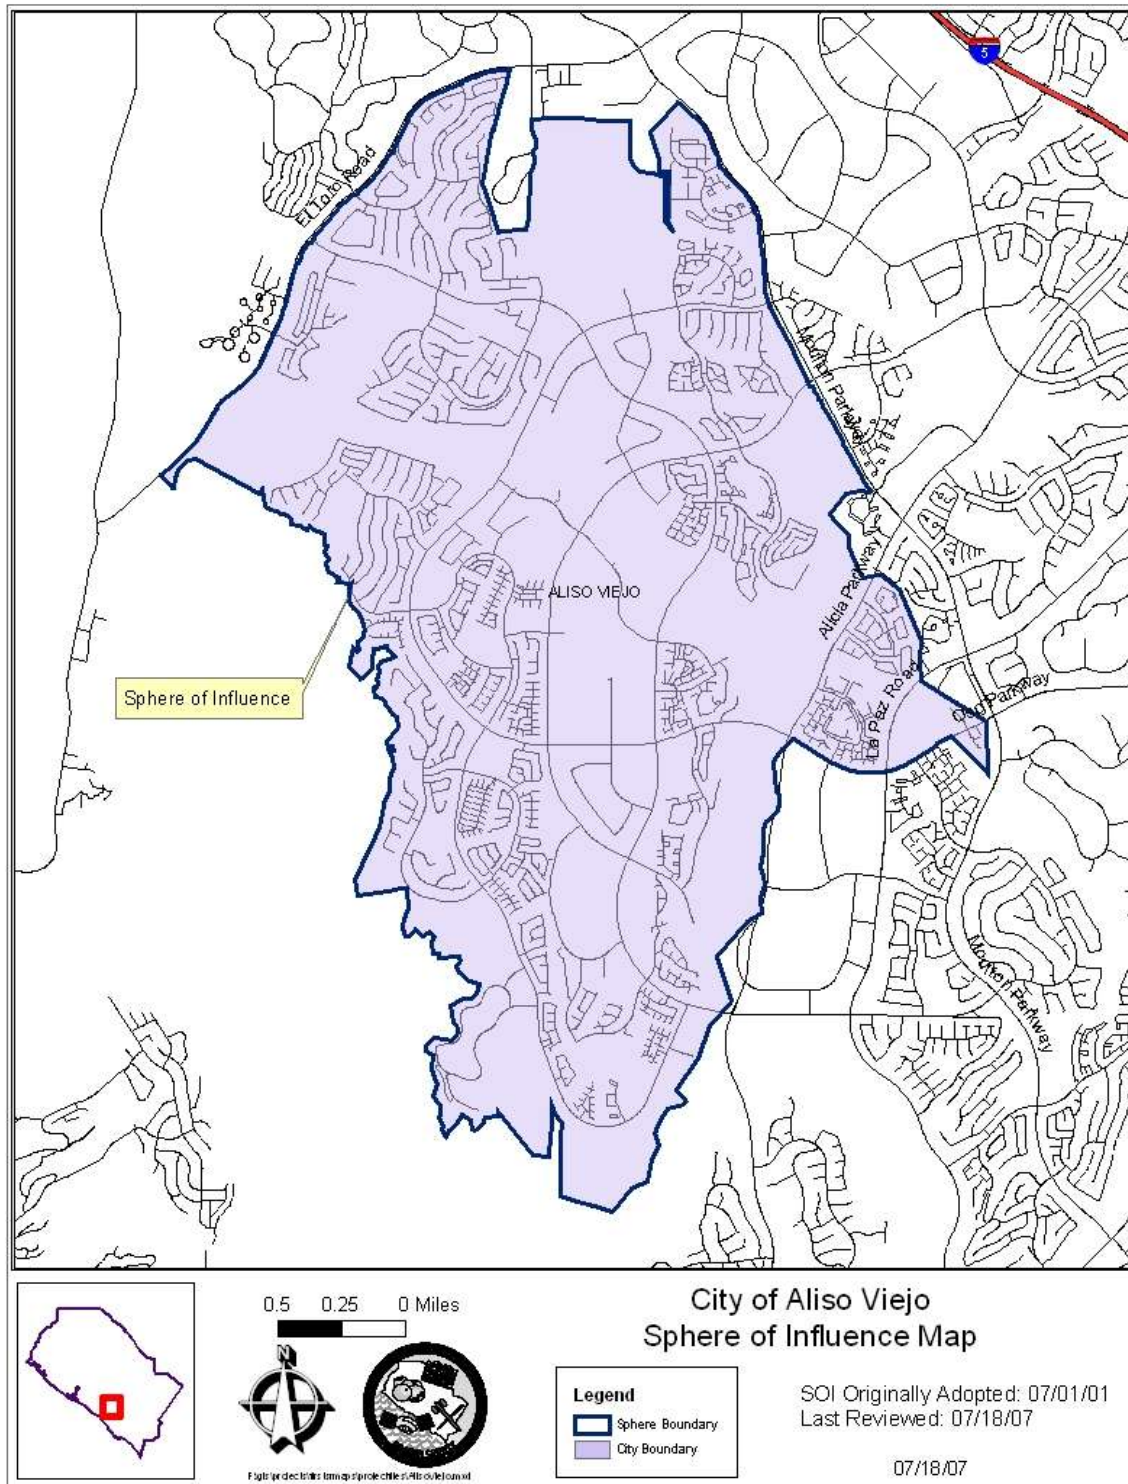 5
El Toro Road
Moulton Parkway
ALISO VIEJO
Alicia Parkway
Sphere of Influence
La Paz Road
Oso Parkway
Moulton Parkway
0.5 0.25 0 Miles
N
City of Aliso Viejo
Sphere of Influence Map
Legend
Sphere Boundary
City Boundary
SOI Originally Adopted: 07/01/01
Last Reviewed: 07/18/07
07/18/07